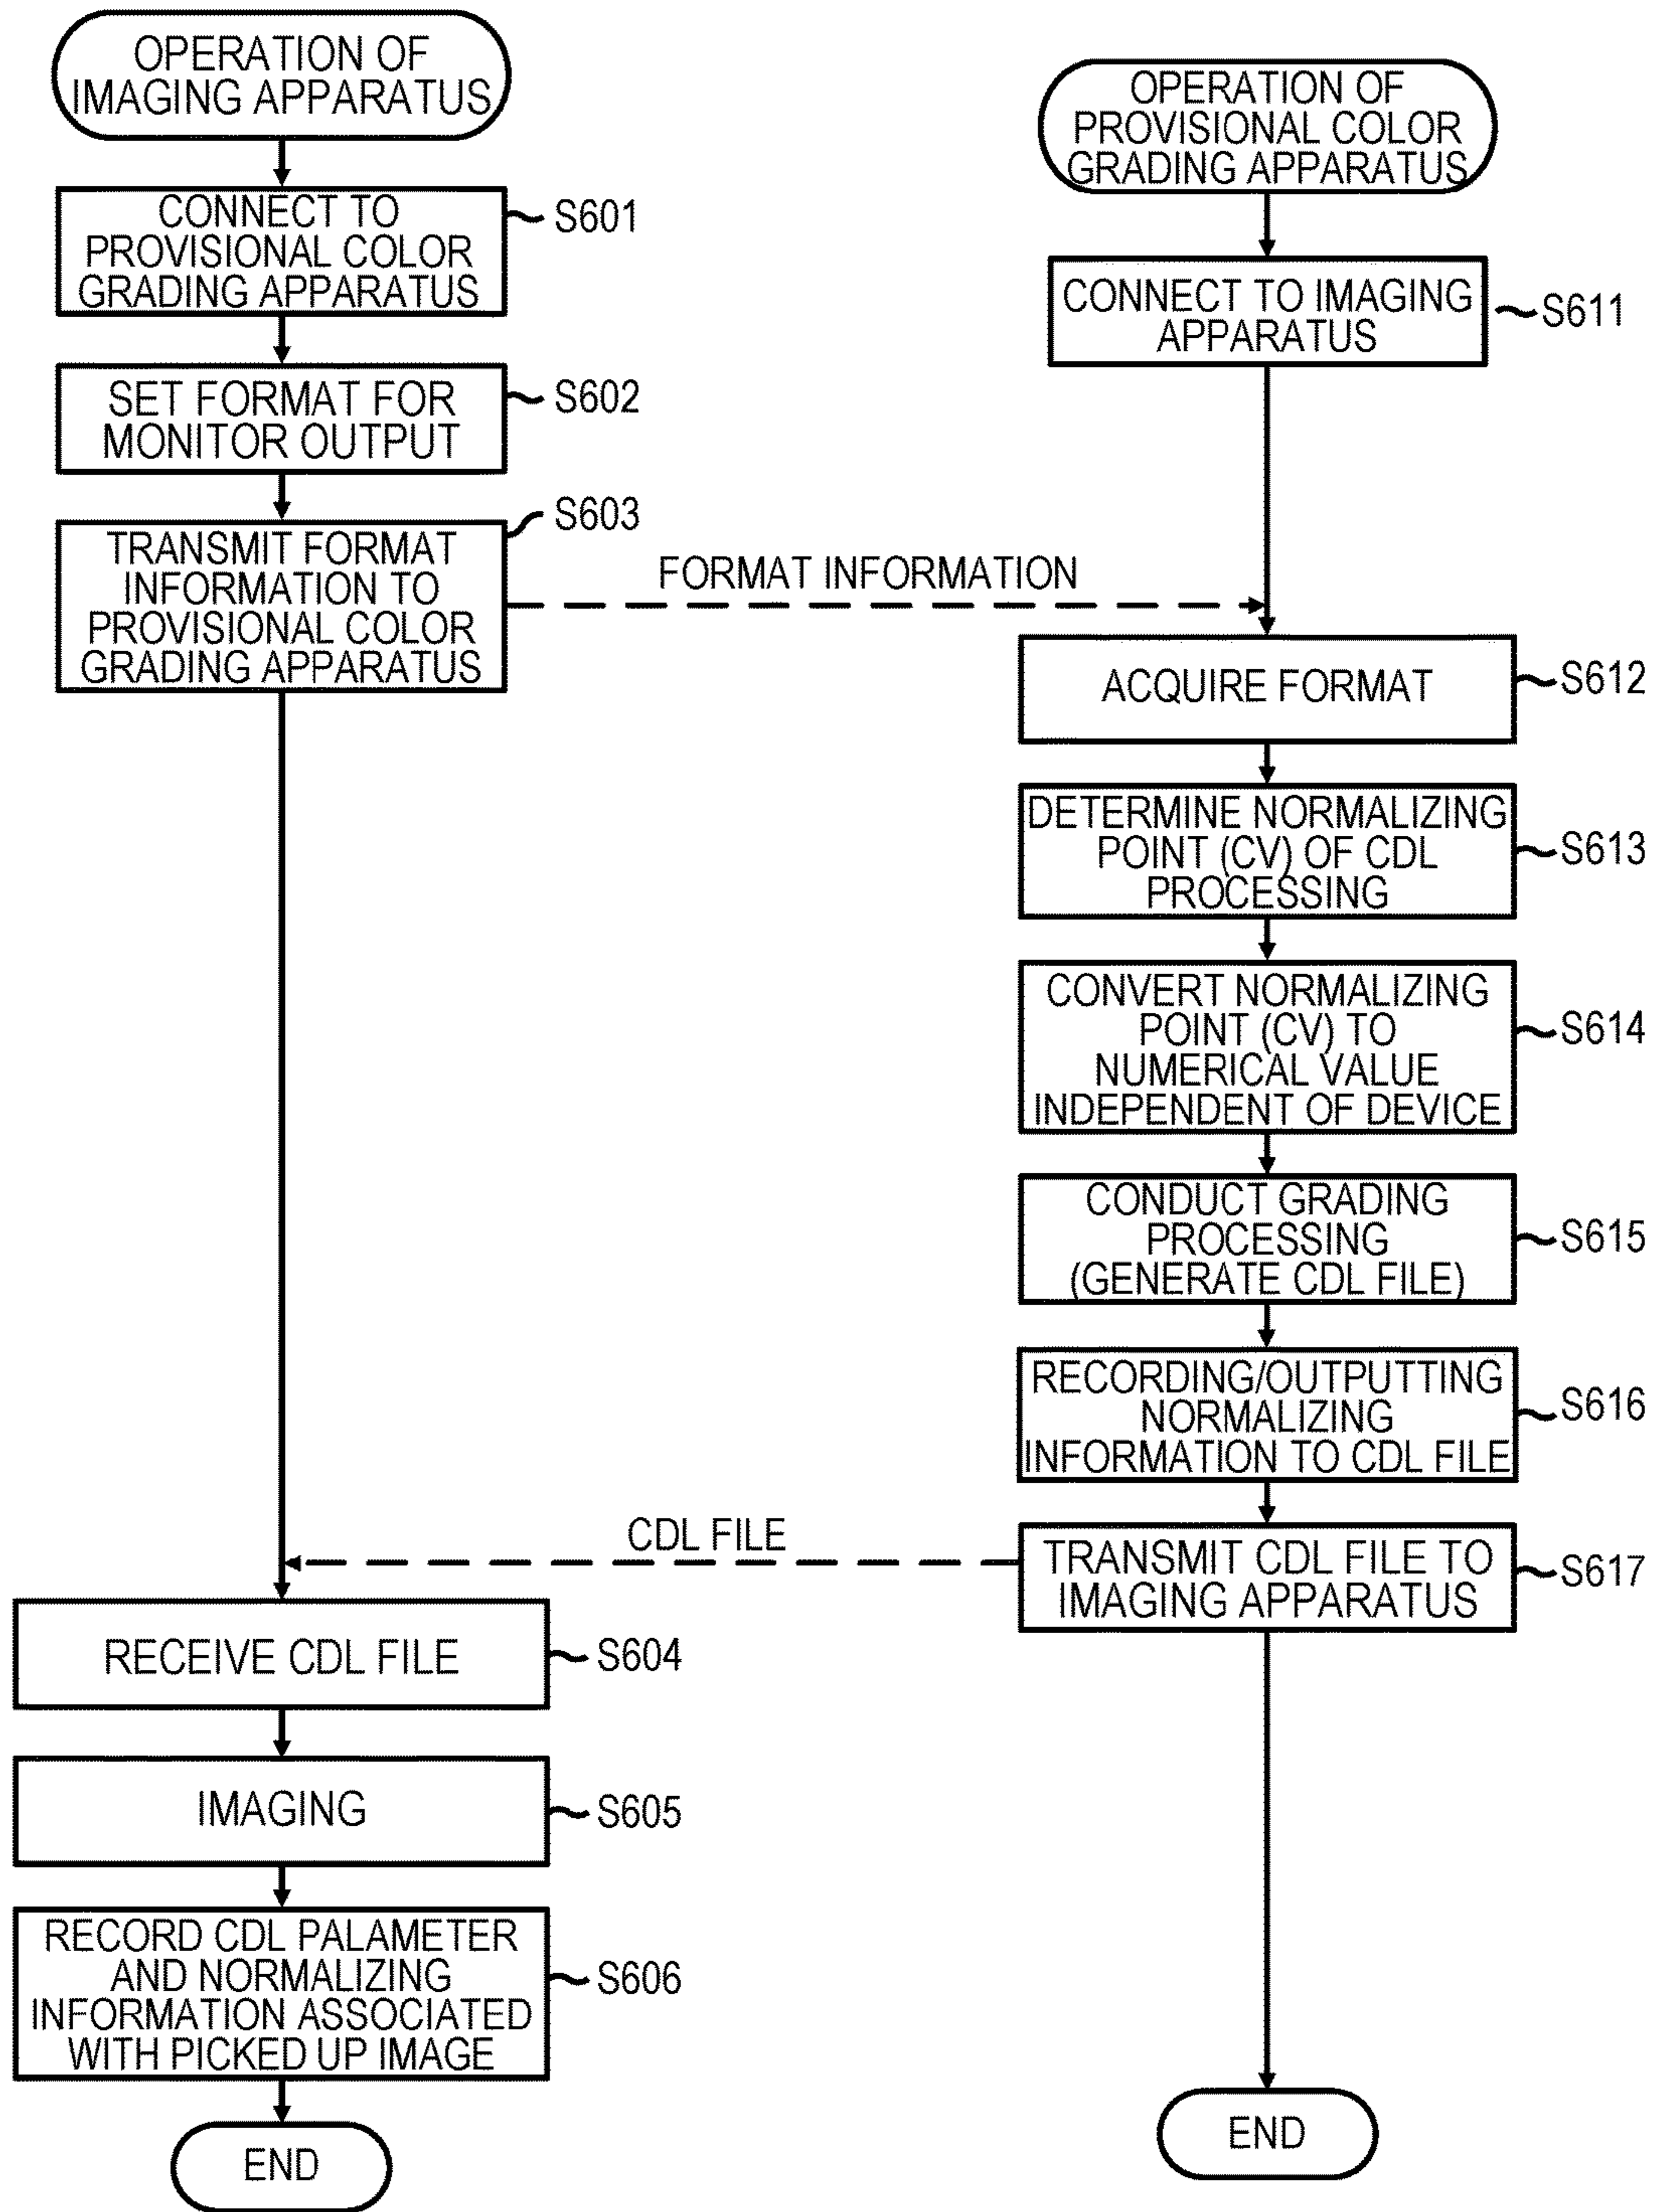 OPERATION OF
IMAGING APPARATUS
CONNECT TO
PROVISIONAL COLOR
GRADING APPARATUS
S601
SET FORMAT FOR
MONITOR OUTPUT
S602
TRANSMIT FORMAT
INFORMATION TO
PROVISIONAL COLOR
GRADING APPARATUS
S603
FORMAT INFORMATION
RECEIVE CDL FILE
S604
IMAGING
S605
RECORD CDL PALAMETER
AND NORMALIZING
INFORMATION ASSOCIATED
WITH PICKED UP IMAGE
S606
END
OPERATION OF
PROVISIONAL COLOR
GRADING APPARATUS
CONNECT TO IMAGING
APPARATUS
S611
ACQUIRE FORMAT
S612
DETERMINE NORMALIZING
POINT (CV) OF CDL
PROCESSING
S613
CONVERT NORMALIZING
POINT (CV) TO
NUMERICAL VALUE
INDEPENDENT OF DEVICE
S614
CONDUCT GRADING
PROCESSING
(GENERATE CDL FILE)
S615
RECORDING/OUTPUTTING
NORMALIZING
INFORMATION TO CDL FILE
S616
TRANSMIT CDL FILE TO
IMAGING APPARATUS
S617
CDL FILE
END